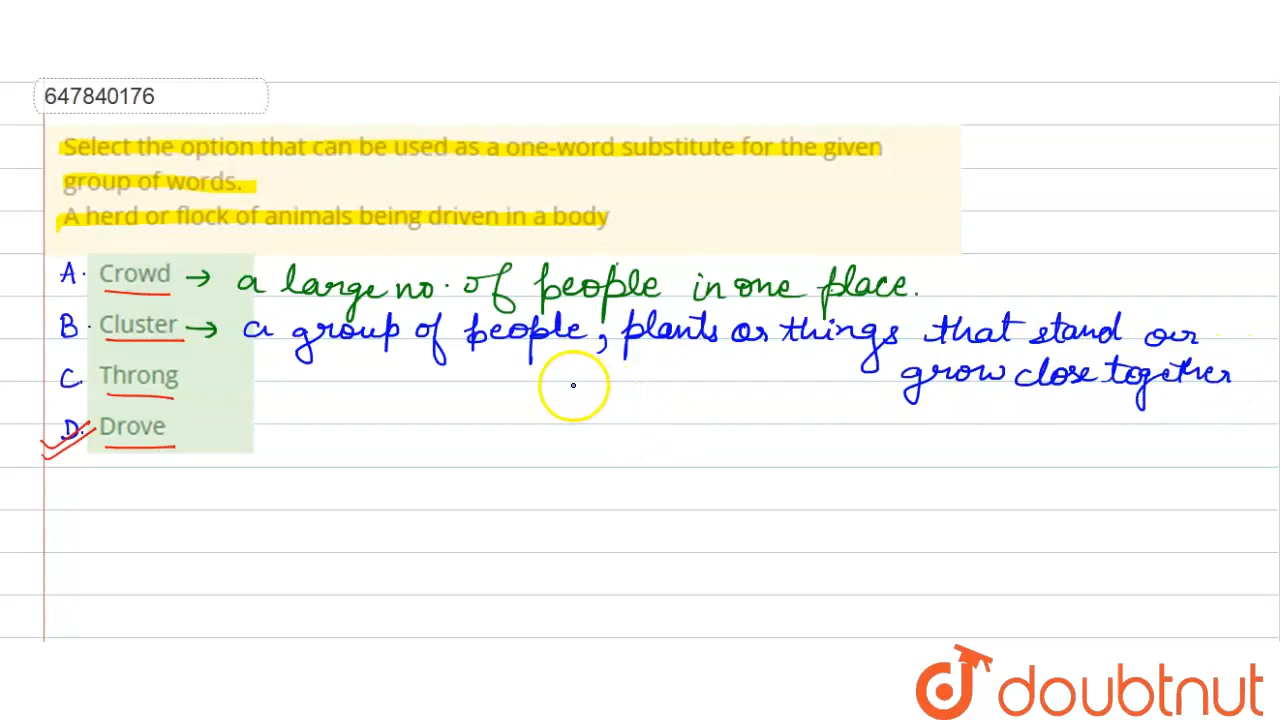 647840176
Select the option that can be used as a one-word substitute for the given
group of words.
A herd or flock of animals being driven in a body
A. Crowd → a large no. of people in one place.
B. Cluster → a group of people, plants or things that stand our
grow close together
C. Throng
D. Drove
doubtnut